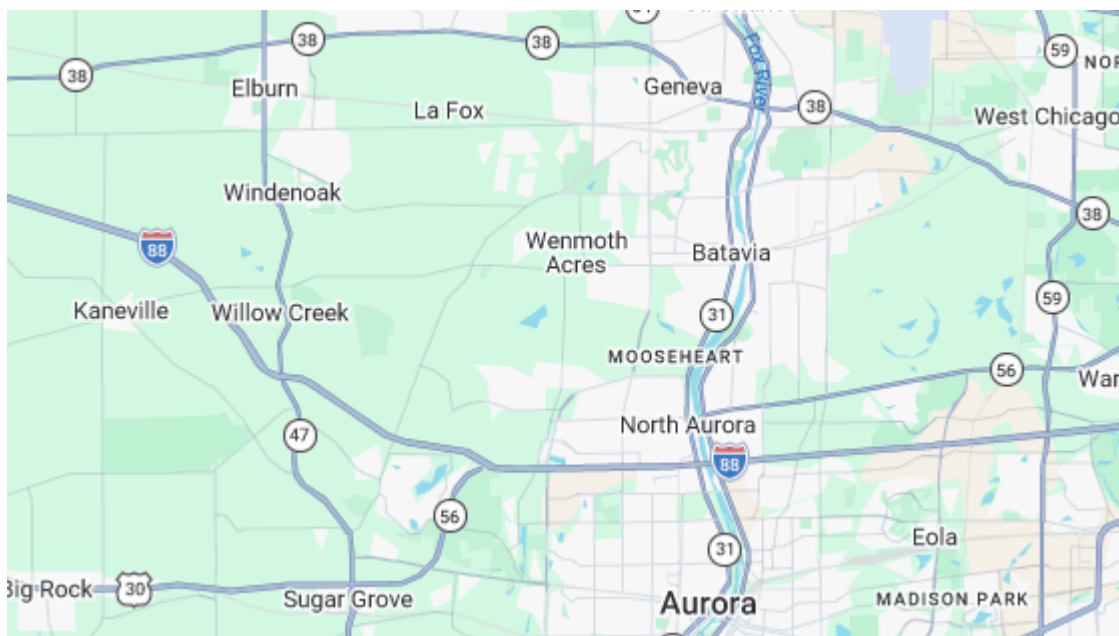 38
Fox River
59
38
38
Elburn
Geneva
38
La Fox
West Chicago
Windenoak
38
Wenmoth
Acres
Batavia
88
59
Kaneville
Willow Creek
31
MOOSEHEART
56
North Aurora
47
88
56
31
Eola
Big Rock
30
Sugar Grove
Aurora
MADISON PARK